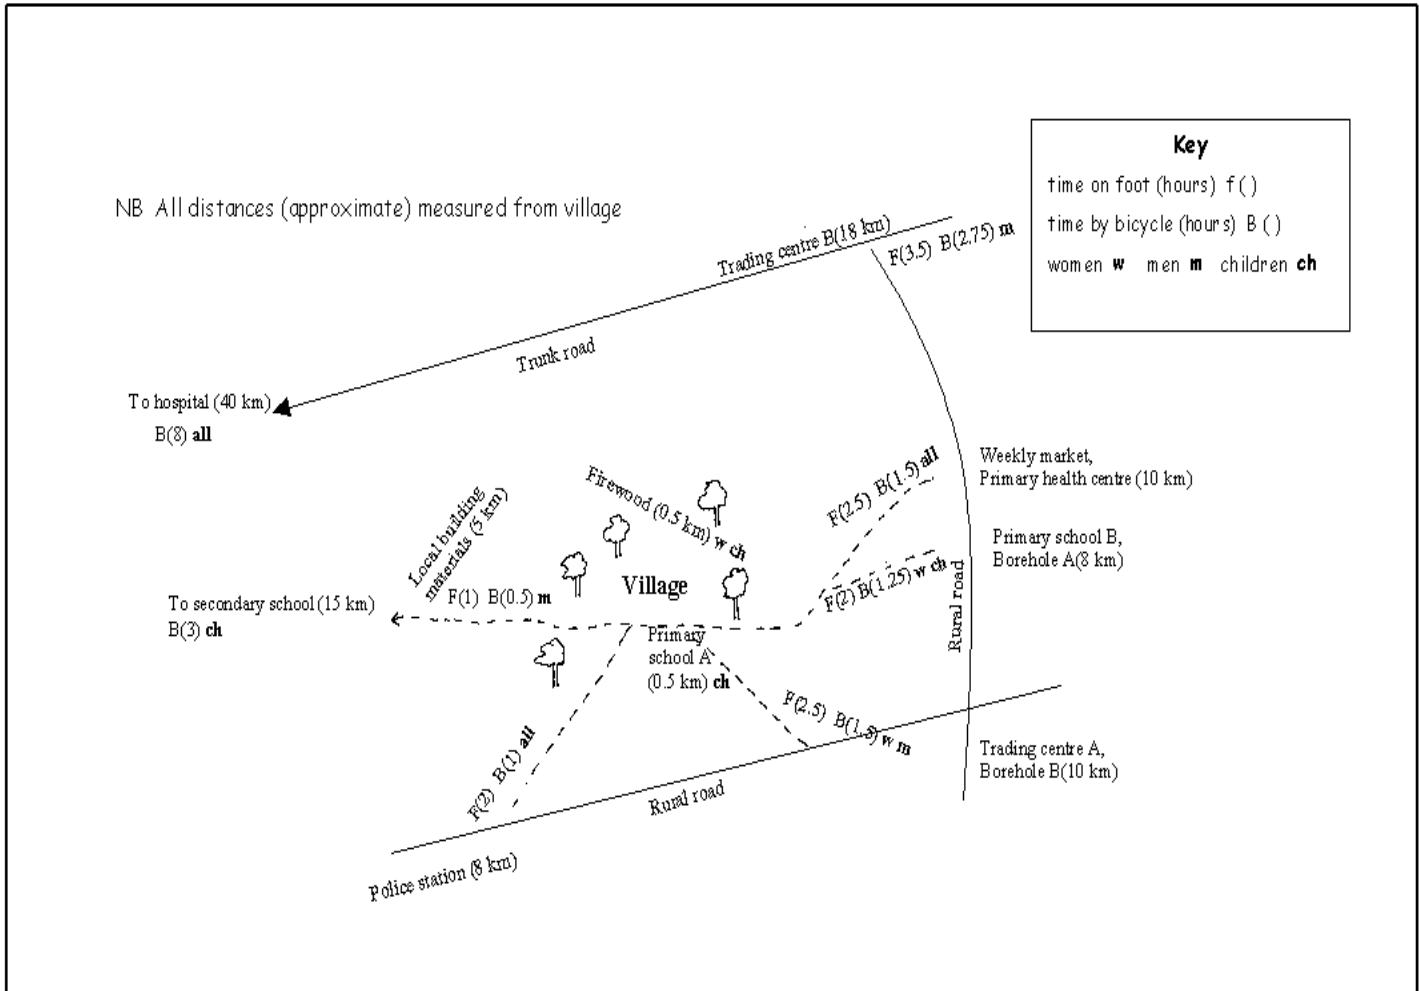 Key
time on foot (hours) f ( )
time by bicycle (hours) B ( )
women w men m children ch
NB All distances (approximate) measured from village
Trading centre B(18 km)
F(3.5) B(2.75) m
Trunk road
To hospital (40 km)
B(8) all
Weekly market,
Primary health centre (10 km)
F(2.5) B(1.5) all
Firewood (0.5 km) w ch
Local building
materials (5 km)
Primary school B,
Borehole A(8 km)
F(2) B(1.25) w ch
Village
Rural road
F(1) B(0.5) m
To secondary school (15 km)
B(3) ch
Primary
school A
(0.5 km) ch
F(2.5) B(1.5) w m
F(2) B(1) all
Trading centre A,
Borehole B(10 km)
Rural road
Police station (8 km)